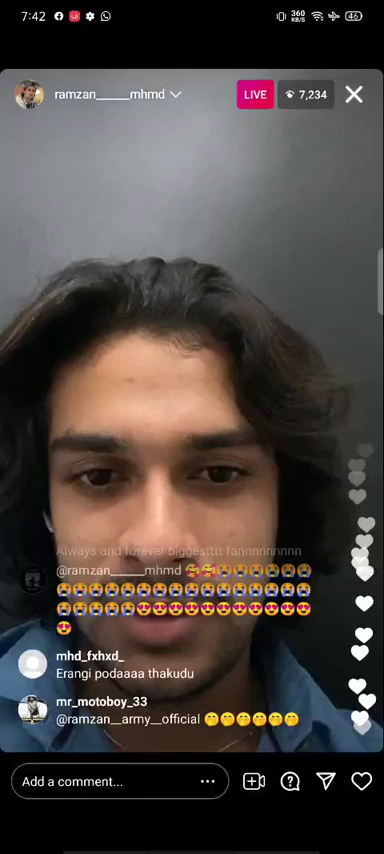 7:42 360 KB/S 46
ramzan_____mhmd LIVE 7,234
Always and forever biggestttt fannnnnnnnn
@ramzan_____mhmd 🥰🥰😭😭😭😭😭😭
😭😭😭😭😭😭😭😭😭😭😭😭😭😭😭😭
😭😭😭😭😭😍😍😍😍😍😍😍😍😍😍😍
😍
mhd_fxhxd_
Erangi podaaaa thakudu
mr_motoboy_33
@ramzan__army__official 🤭🤭🤭🤭🤭🤭
Add a comment...